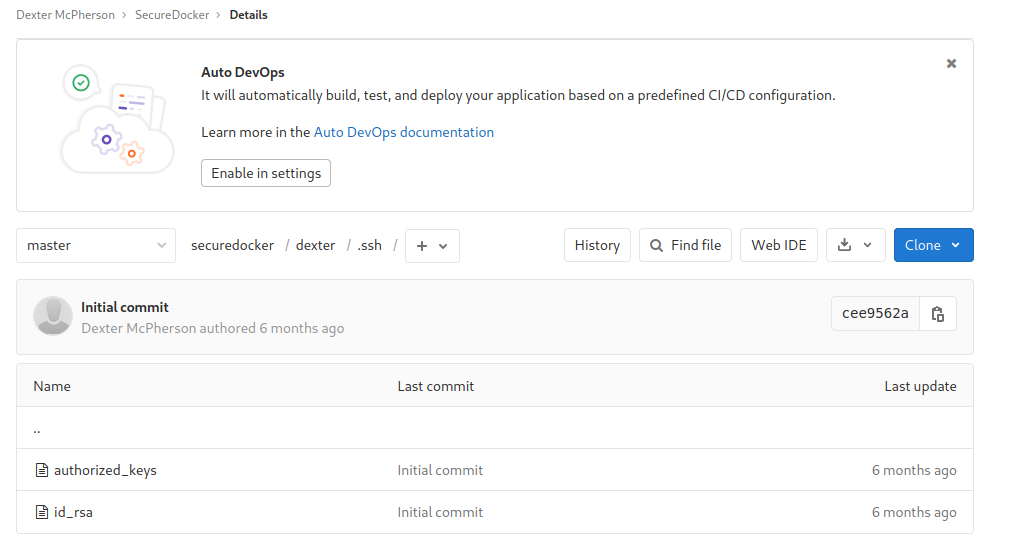 Dexter McPherson > SecureDocker > Details
Auto DevOps
It will automatically build, test, and deploy your application based on a predefined CI/CD configuration.
Learn more in the Auto DevOps documentation
Enable in settings
master securedocker / dexter / .ssh / + History Find file Web IDE Clone
Initial commit
Dexter McPherson authored 6 months ago
cee9562a
Name Last commit Last update
..
authorized_keys Initial commit 6 months ago
id_rsa Initial commit 6 months ago